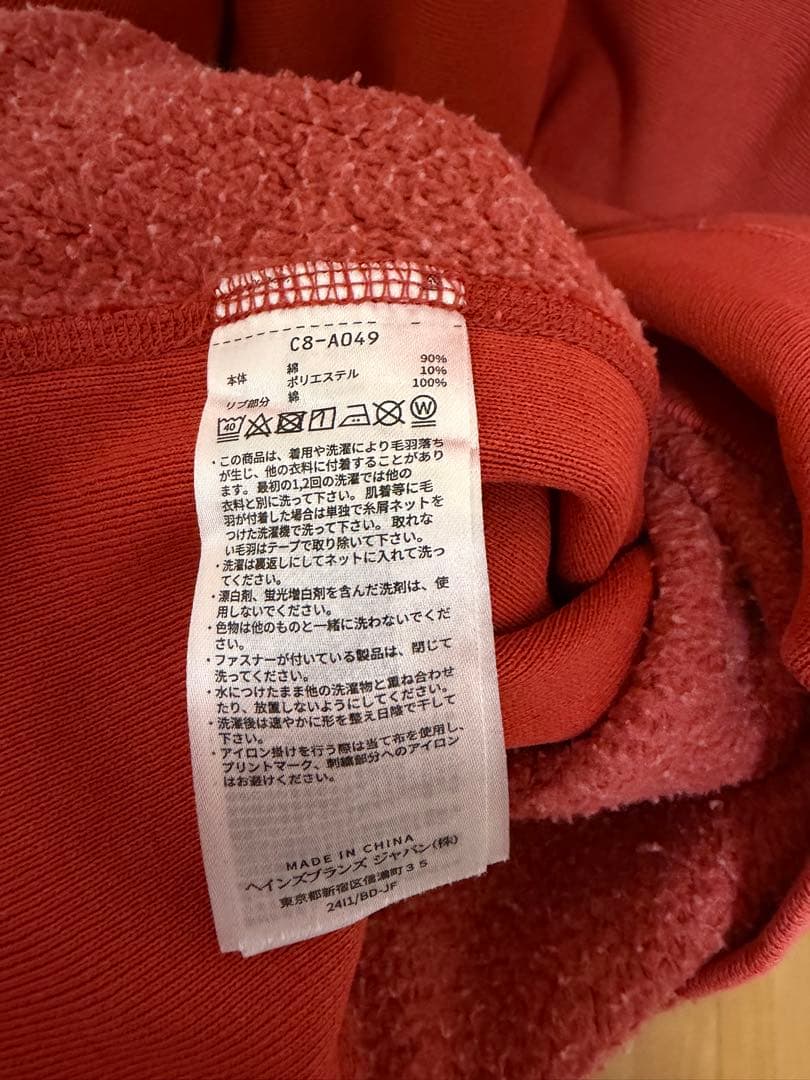 C8-A049
本体 綿 90%
ポリエステル 10%
リブ部分 綿 100%
40 W
・この商品は、着用や洗濯により毛羽落ち
が生じ、他の衣料に付着することがあり
ます。最初の1,2回の洗濯では他の
衣料と別に洗って下さい。肌着等に毛
羽が付着した場合は単独で糸屑ネットを
つけた洗濯機で洗って下さい。取れな
い毛羽はテープで取り除いて下さい。
・洗濯は裏返しにしてネットに入れて洗っ
てください。
・漂白剤、蛍光増白剤を含んだ洗剤は、使
用しないでください。
・色物は他のものと一緒に洗わないでくだ
さい。
・ファスナーが付いている製品は、閉じて
洗ってください。
・水につけたまま他の洗濯物と重ね合わせ
たり、放置しないようにしてください。
・洗濯後は速やかに形を整え日陰で干して
下さい。
・アイロン掛けを行う際は当て布を使用し、
プリントマーク、刺繍部分へのアイロン
はお避けください。
MADE IN CHINA
ヘインズブランズ ジャパン(株)
東京都新宿区信濃町35
24I1/BD-JF